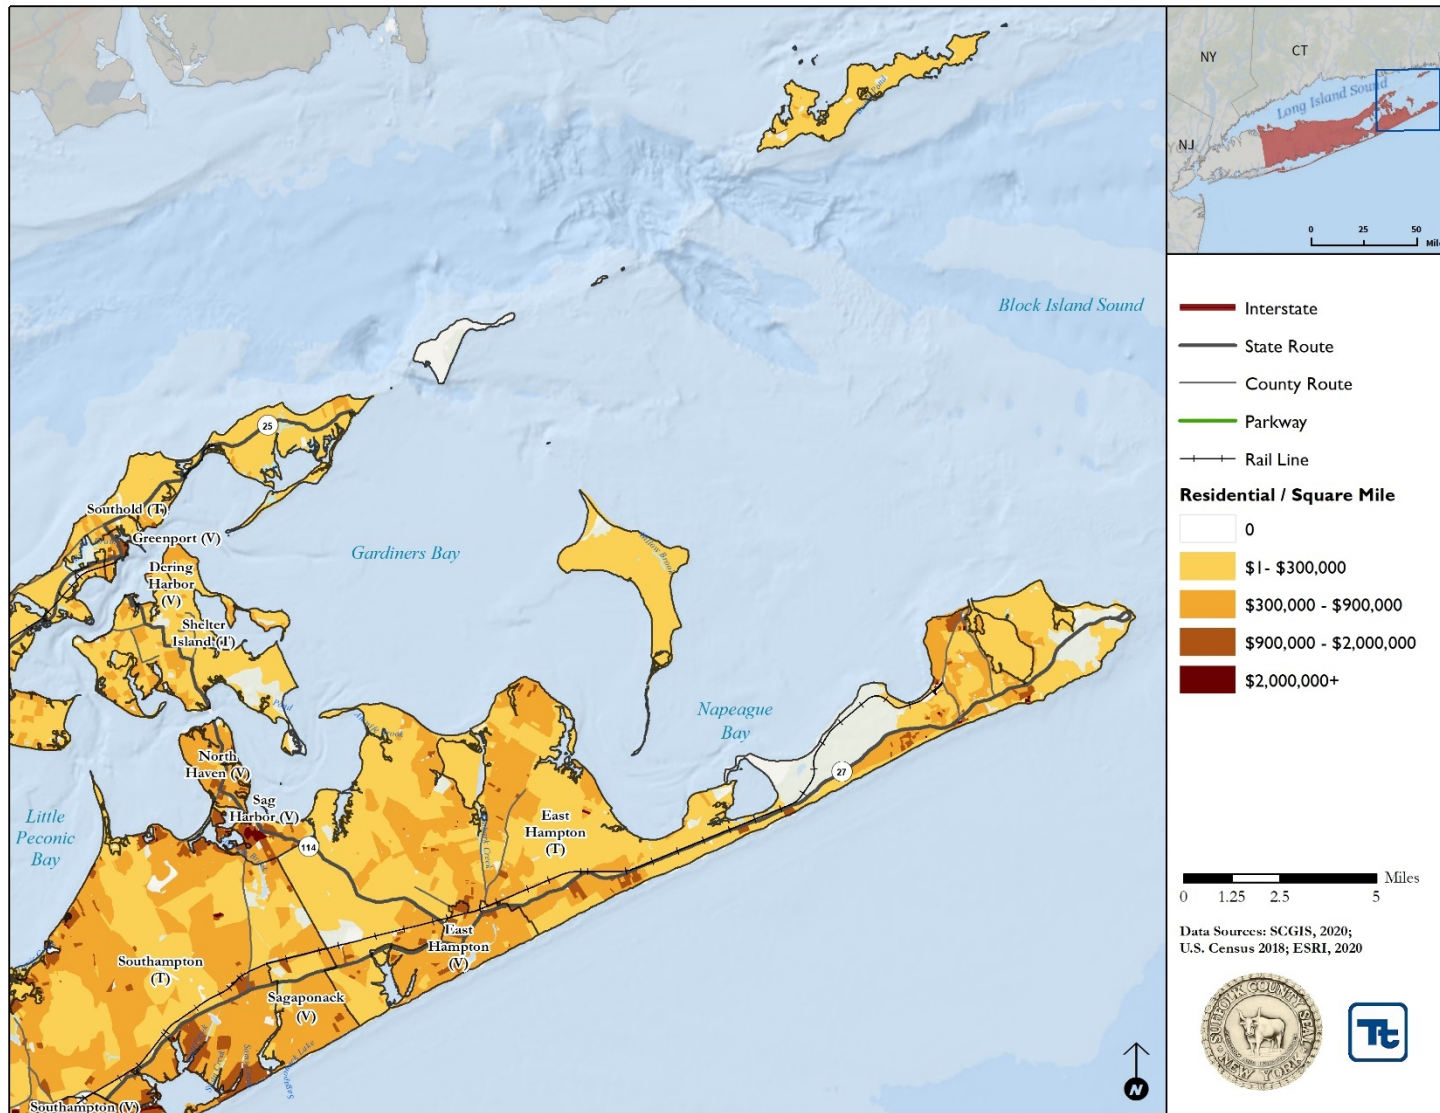 NY
CT
Long Island Sound
NJ
0 25 50
Pond
Block Island Sound
25
Southold (T)
Greenport (V)
Gardiners Bay
Dering
Harbor
(V)
Shelter
Island (T)
Pond
Napeague
Bay
27
North
Haven (V)
Sag
Harbor (V)
Little
Peconic
Bay
East
Hampton
(T)
114
East
Hampton
(V)
Southampton
(T)
Sagaponack
(V)
Southampton (V)
N
Interstate
State Route
County Route
Parkway
Rail Line
Residential / Square Mile
0
$1- $300,000
$300,000 - $900,000
$900,000 - $2,000,000
$2,000,000+
Miles
0 1.25 2.5 5
Data Sources: SCGIS, 2020;
U.S. Census 2018; ESRI, 2020
SUFFOLK COUNTY SEAL
NEW YORK
Tt